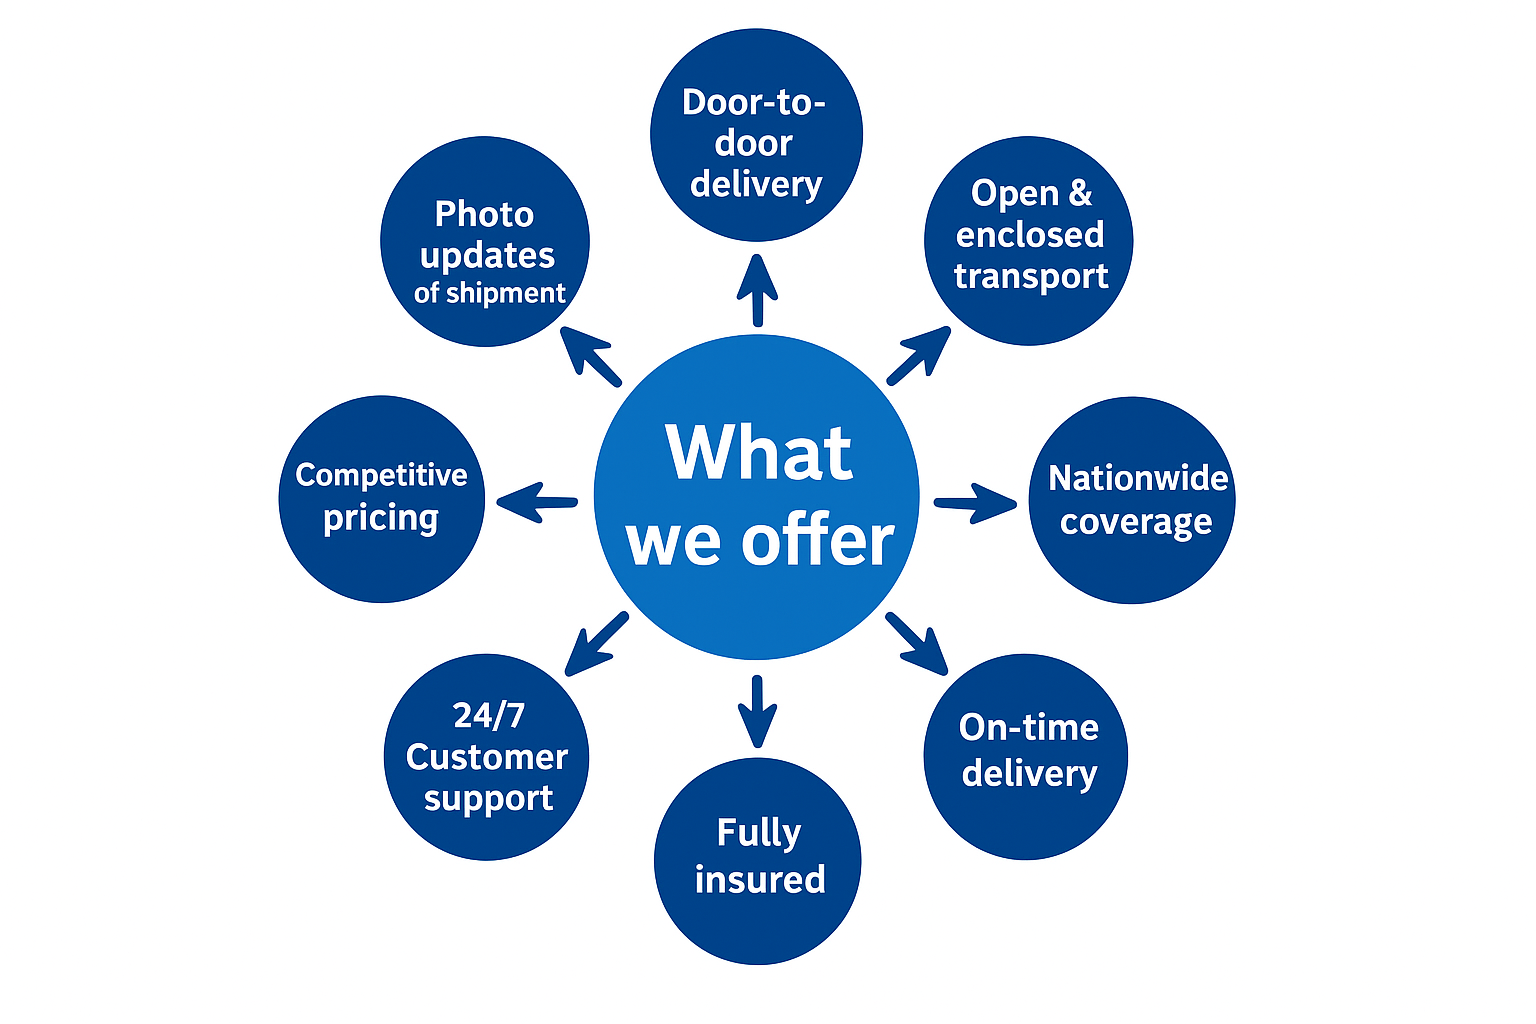 Door-to-
door
delivery
Open &
enclosed
transport
Photo
updates
of shipment
What
we offer
Competitive
pricing
Nationwide
coverage
24/7
Customer
support
On-time
delivery
Fully
insured